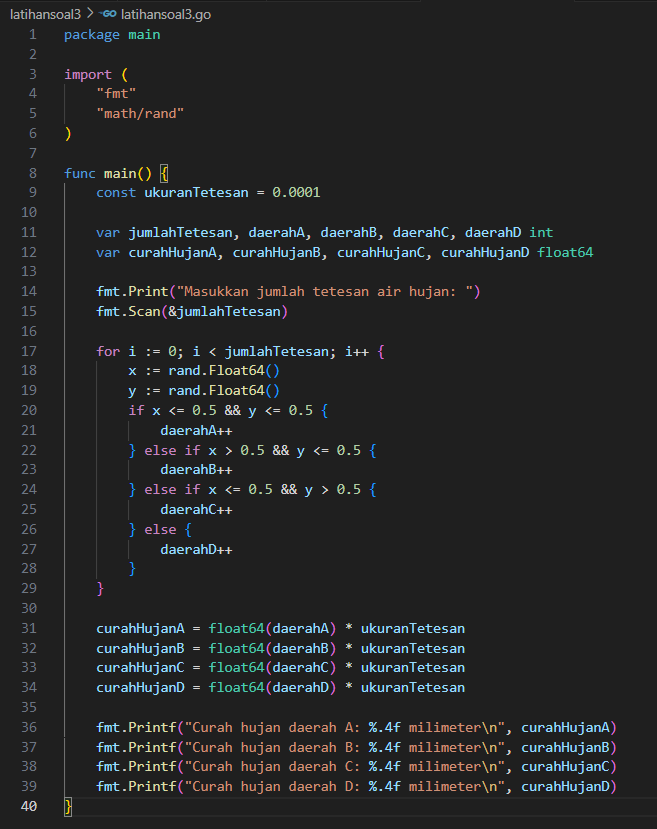 latihansoal3 > latihansoal3.go
1 package main
2
3 import (
4     "fmt"
5     "math/rand"
6 )
7
8 func main() {
9     const ukuranTetesan = 0.0001
10
11     var jumlahTetesan, daerahA, daerahB, daerahC, daerahD int
12     var curahHujanA, curahHujanB, curahHujanC, curahHujanD float64
13
14     fmt.Print("Masukkan jumlah tetesan air hujan: ")
15     fmt.Scan(&jumlahTetesan)
16
17     for i := 0; i < jumlahTetesan; i++ {
18         x := rand.Float64()
19         y := rand.Float64()
20         if x <= 0.5 && y <= 0.5 {
21             daerahA++
22         } else if x > 0.5 && y <= 0.5 {
23             daerahB++
24         } else if x <= 0.5 && y > 0.5 {
25             daerahC++
26         } else {
27             daerahD++
28         }
29     }
30
31     curahHujanA = float64(daerahA) * ukuranTetesan
32     curahHujanB = float64(daerahB) * ukuranTetesan
33     curahHujanC = float64(daerahC) * ukuranTetesan
34     curahHujanD = float64(daerahD) * ukuranTetesan
35
36     fmt.Printf("Curah hujan daerah A: %.4f milimeter\n", curahHujanA)
37     fmt.Printf("Curah hujan daerah B: %.4f milimeter\n", curahHujanB)
38     fmt.Printf("Curah hujan daerah C: %.4f milimeter\n", curahHujanC)
39     fmt.Printf("Curah hujan daerah D: %.4f milimeter\n", curahHujanD)
40 }